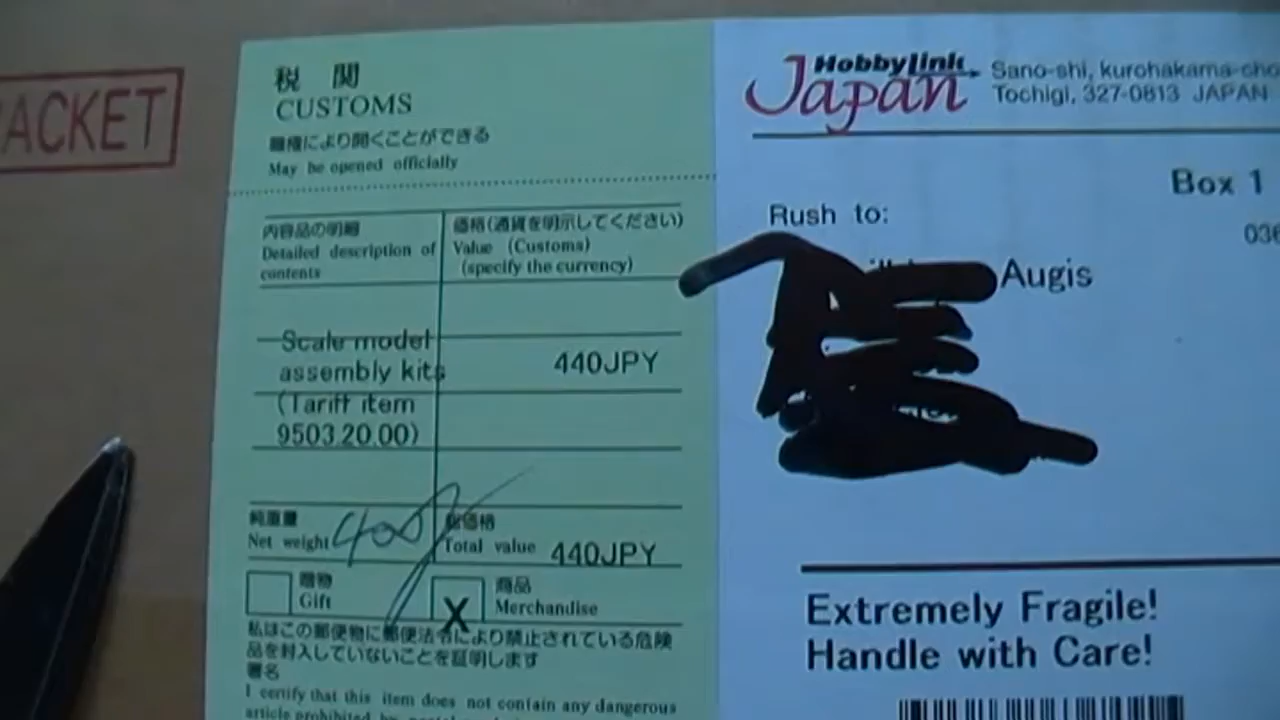 ACKET
税 関
CUSTOMS
職権により開くことができる
May be opened officially
内容品の明細
Detailed description of
contents
価格(通貨を明示してください)
Value (Customs)
(specify the currency)
Scale model
assembly kits
(Tariff item
9503.20.00)
440JPY
純重量
Net weight
400g
総価格
Total value 440JPY
贈物
Gift
X
商品
Merchandise
私はこの郵便物に郵便法令により禁止されている危険
品を封入していないことを証明します
署名
I certify that this item does not contain any dangerous
article prohibited by postal
Hobbylink
Japan
Sano-shi, kurohakama-cho
Tochigi, 327-0813 JAPAN
Box 1
Rush to:
036
Augis
Extremely Fragile!
Handle with Care!